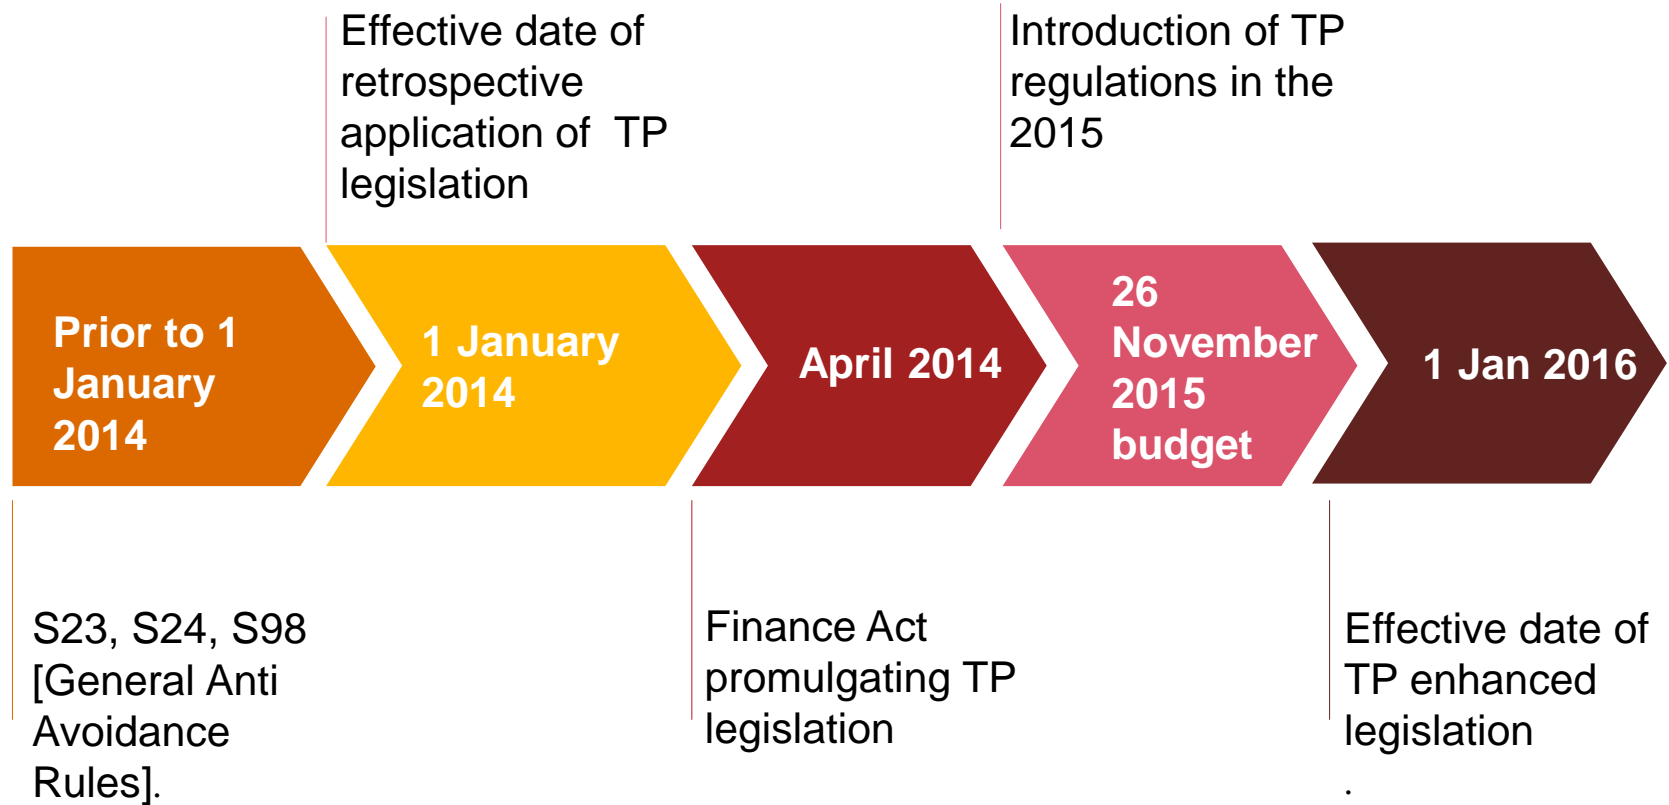 Effective date of
retrospective
application of  TP
legislation
Introduction of TP
regulations in the
2015
Prior to 1
January
2014
1 January
2014
April 2014
26
November
2015
budget
1 Jan 2016
S23, S24, S98
[General Anti
Avoidance
Rules].
Finance Act
promulgating TP
legislation
Effective date of
TP enhanced
legislation
.